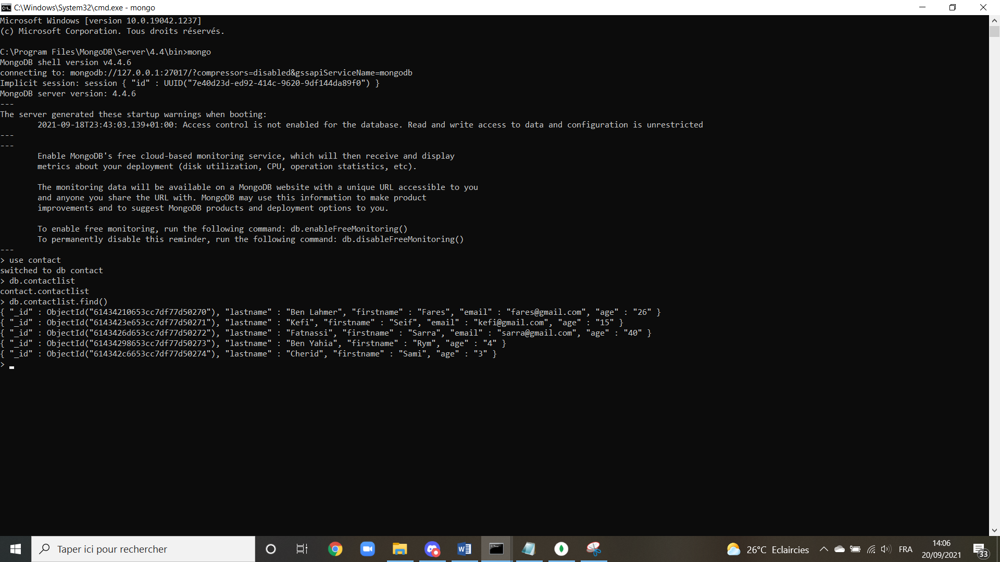 C:\Windows\System32\cmd.exe - mongo
Microsoft Windows [version 10.0.19042.1237]
(c) Microsoft Corporation. Tous droits réservés.
C:\Program Files\MongoDB\Server\4.4\bin>mongo
MongoDB shell version v4.4.6
connecting to: mongodb://127.0.0.1:27017/?compressors=disabled&gssapiServiceName=mongodb
Implicit session: session { "id" : UUID("7e40d23d-ed92-414c-9620-9df144da89f0") }
MongoDB server version: 4.4.6
---
The server generated these startup warnings when booting:
2021-09-18T23:43:03.139+01:00: Access control is not enabled for the database. Read and write access to data and configuration is unrestricted
---
---
Enable MongoDB's free cloud-based monitoring service, which will then receive and display
metrics about your deployment (disk utilization, CPU, operation statistics, etc).
The monitoring data will be available on a MongoDB website with a unique URL accessible to you
and anyone you share the URL with. MongoDB may use this information to make product
improvements and to suggest MongoDB products and deployment options to you.
To enable free monitoring, run the following command: db.enableFreeMonitoring()
To permanently disable this reminder, run the following command: db.disableFreeMonitoring()
---
> use contact
switched to db contact
> db.contactlist
contact.contactlist
> db.contactlist.find()
{ "_id" : ObjectId("61434210653cc7df77d50270"), "lastname" : "Ben Lahmer", "firstname" : "Fares", "email" : "fares@gmail.com", "age" : "26" }
{ "_id" : ObjectId("6143423e653cc7df77d50271"), "lastname" : "Kefi", "firstname" : "Seif", "email" : "kefi@gmail.com", "age" : "15" }
{ "_id" : ObjectId("6143426d653cc7df77d50272"), "lastname" : "Fatnassi", "firstname" : "Sarra", "email" : "sarra@gmail.com", "age" : "40" }
{ "_id" : ObjectId("61434298653cc7df77d50273"), "lastname" : "Ben Yahia", "firstname" : "Rym", "age" : "4" }
{ "_id" : ObjectId("614342c6653cc7df77d50274"), "lastname" : "Cherid", "firstname" : "Sami", "age" : "3" }
>
Taper ici pour rechercher
26°C Eclaircies
FRA
14:06
20/09/2021
33